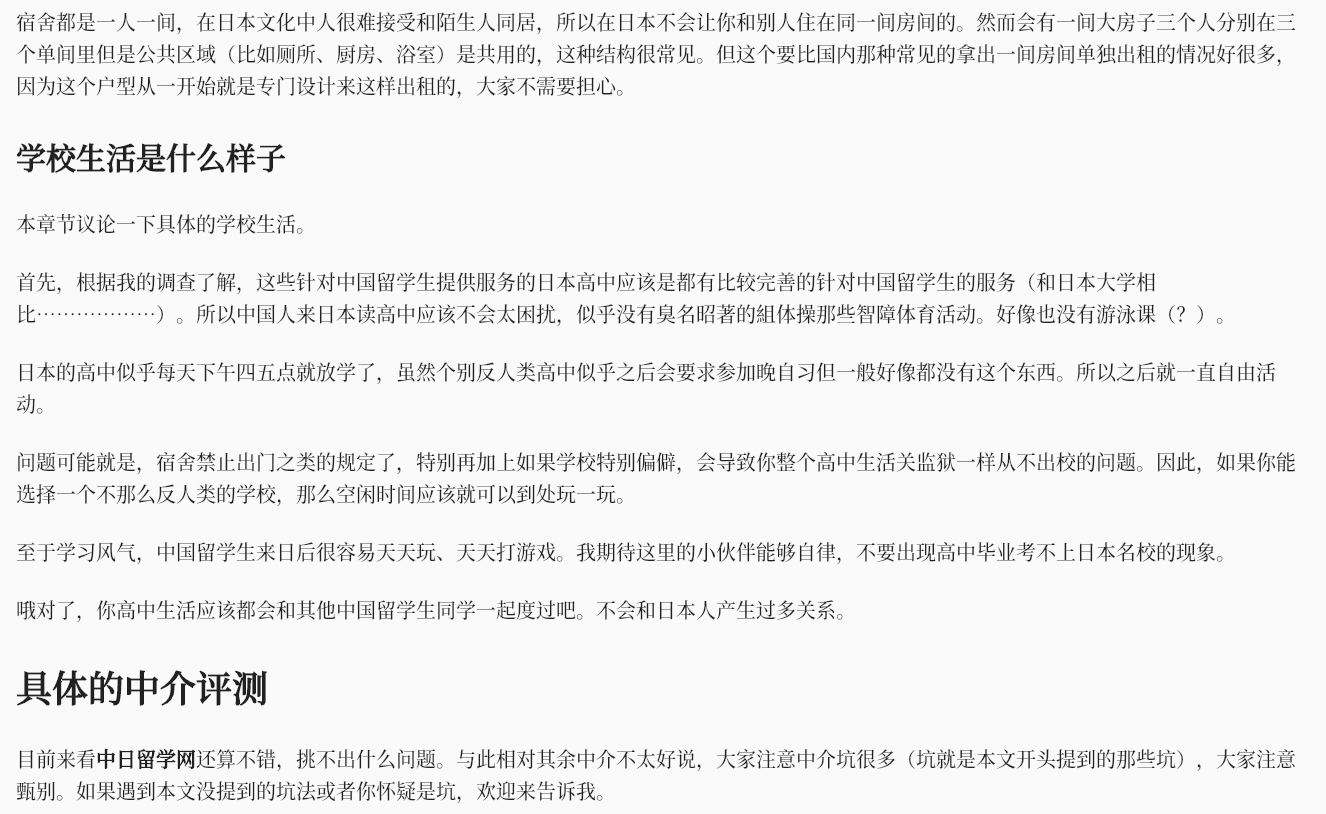 宿舍都是一人一间，在日本文化中人很难接受和陌生人同居，所以在日本不会让你和别人住在同一间房间的。然而会有一间大房子三个人分别在三
个单间里但是公共区域（比如厕所、厨房、浴室）是共用的，这种结构很常见。但这个要比国内那种常见的拿出一间房间单独出租的情况好很多，
因为这个户型从一开始就是专门设计来这样出租的，大家不需要担心。
学校生活是什么样子
本章节议论一下具体的学校生活。
首先，根据我的调查了解，这些针对中国留学生提供服务的日本高中应该是都有比较完善的针对中国留学生的服务（和日本大学相
比………………）。所以中国人来日本读高中应该不会太困扰，似乎没有臭名昭著的組体操那些智障体育活动。好像也没有游泳课（？）。
日本的高中似乎每天下午四五点就放学了，虽然个别反人类高中似乎之后会要求参加晚自习但一般好像都没有这个东西。所以之后就一直自由活
动。
问题可能就是，宿舍禁止出门之类的规定了，特别再加上如果学校特别偏僻，会导致你整个高中生活关监狱一样从不出校的问题。因此，如果你能
选择一个不那么反人类的学校，那么空闲时间应该就可以到处玩一玩。
至于学习风气，中国留学生来日后很容易天天玩、天天打游戏。我期待这里的小伙伴能够自律，不要出现高中毕业考不上日本名校的现象。
哦对了，你高中生活应该都会和其他中国留学生同学一起度过吧。不会和日本人产生过多关系。
具体的中介评测
目前来看中日留学网还算不错，挑不出什么问题。与此相对其余中介不太好说，大家注意中介坑很多（坑就是本文开头提到的那些坑），大家注意
甄别。如果遇到本文没提到的坑法或者你怀疑是坑，欢迎来告诉我。